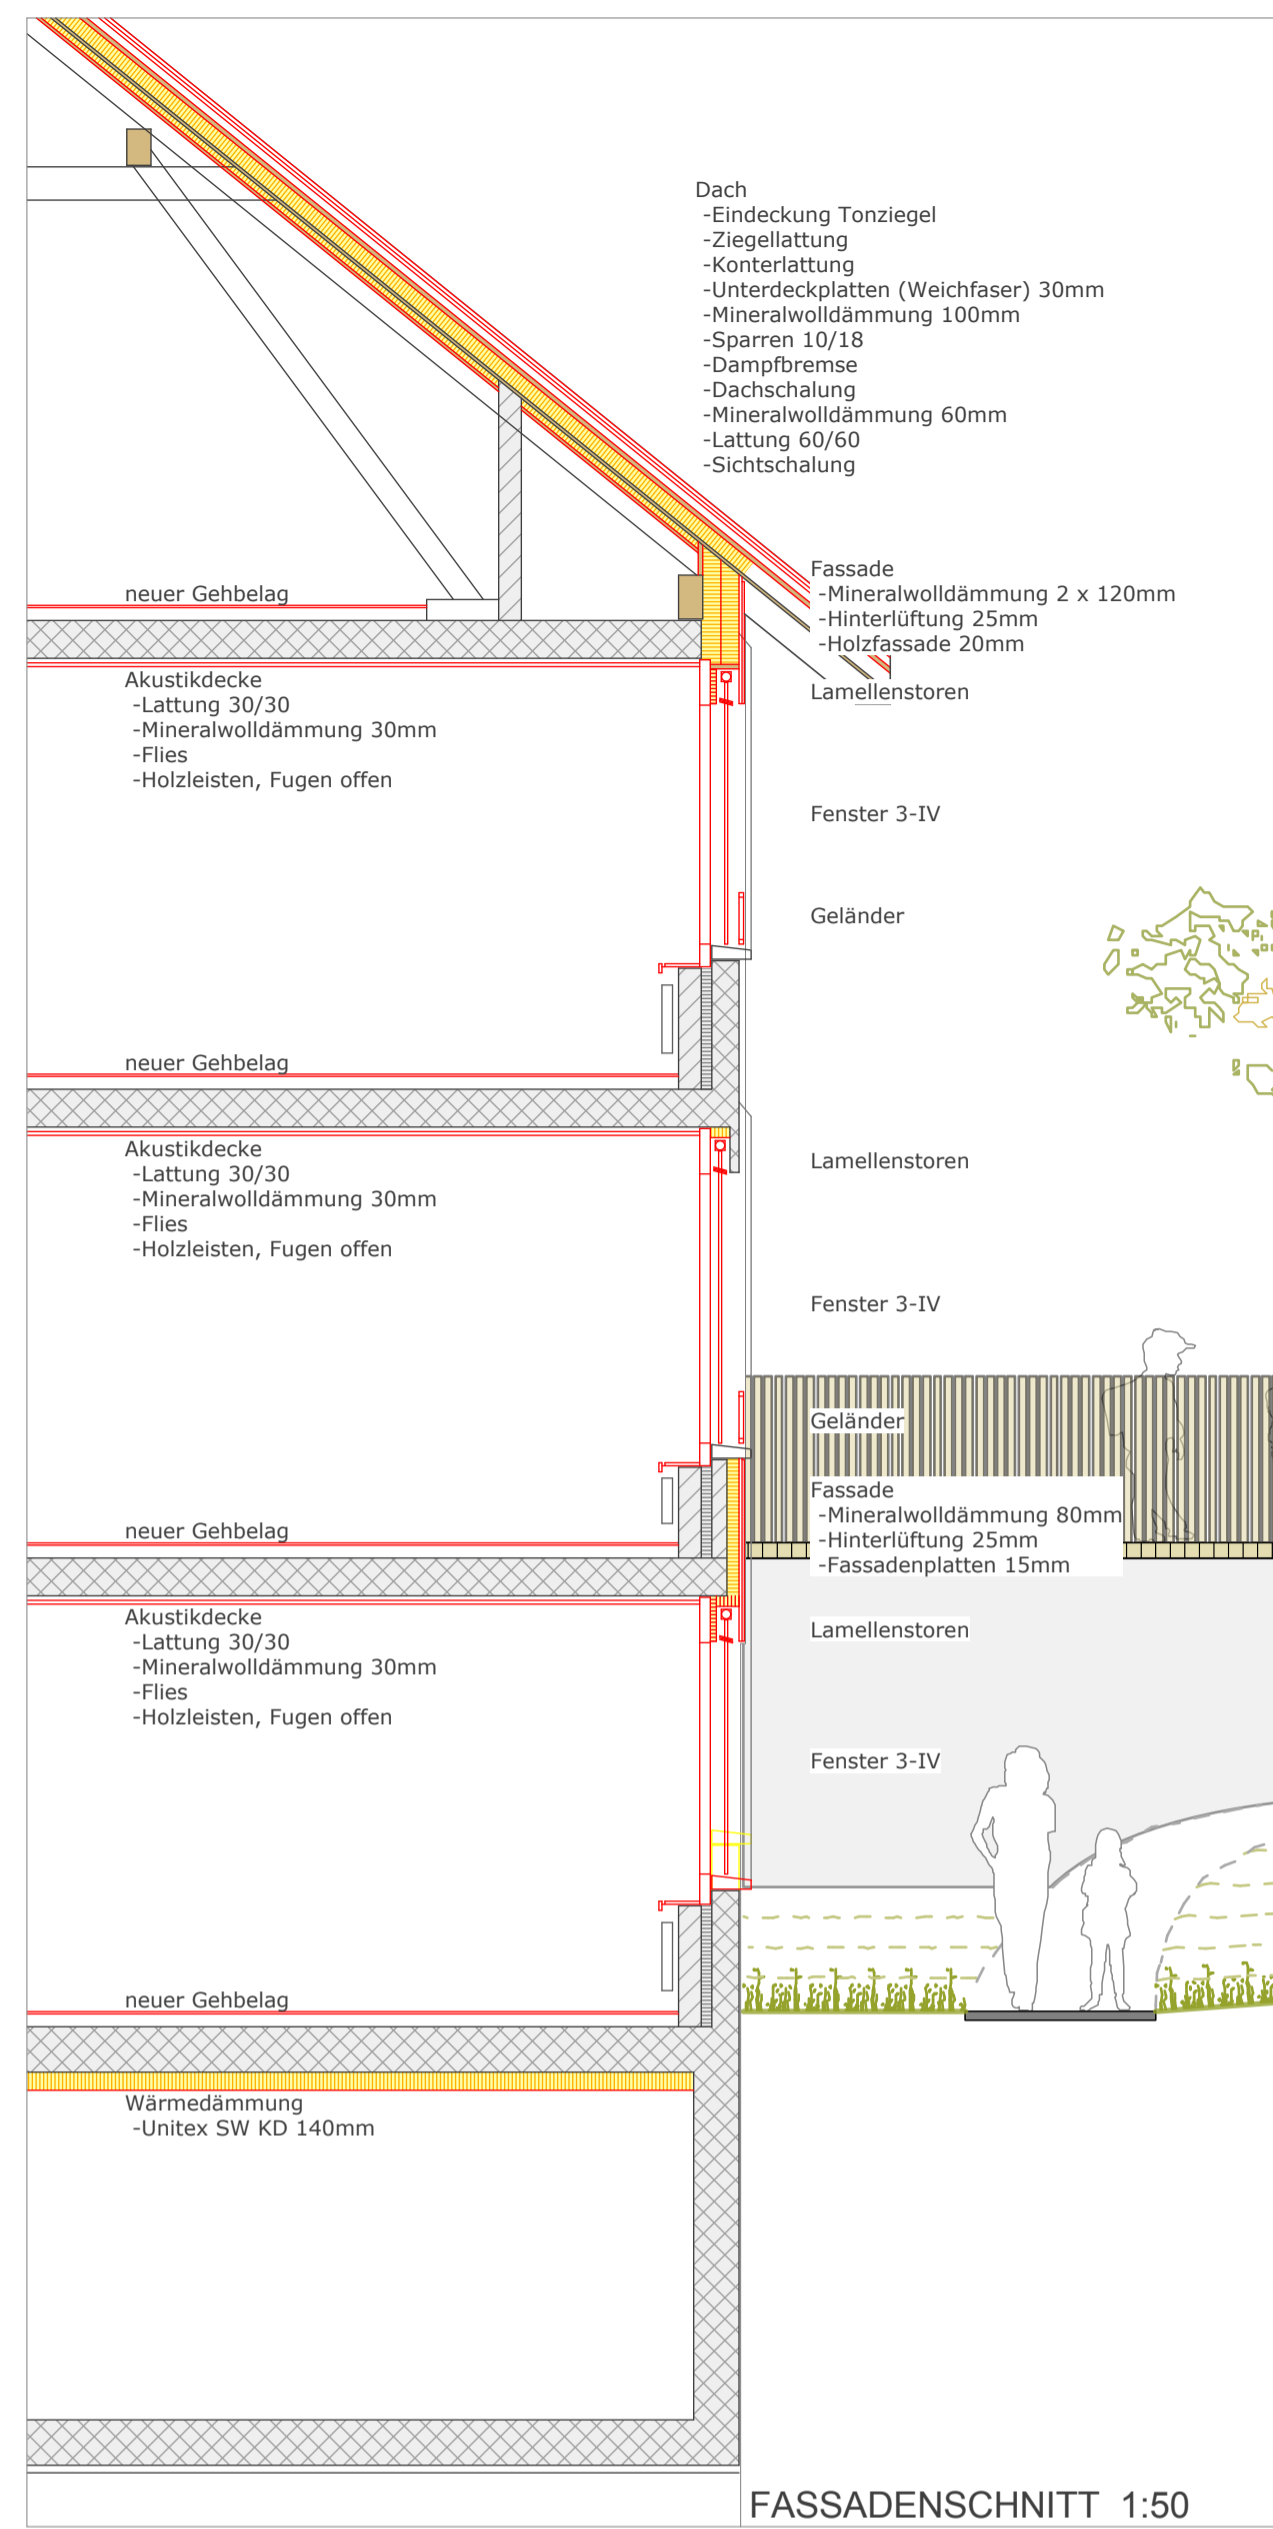 Dach
-Eindeckung Tonziegel
-Ziegellattung
-Konterlattung
-Unterdeckplatten (Weichfaser) 30mm
-Mineralwolldämmung 100mm
-Sparren 10/18
-Dampfbremse
-Dachschalung
-Mineralwolldämmung 60mm
-Lattung 60/60
-Sichtschalung
Fassade
-Mineralwolldämmung 2 x 120mm
-Hinterlüftung 25mm
-Holzfassade 20mm
neuer Gehbelag
Akustikdecke
-Lattung 30/30
-Mineralwolldämmung 30mm
-Flies
-Holzleisten, Fugen offen
Lamellenstoren
Fenster 3-IV
Geländer
neuer Gehbelag
Akustikdecke
-Lattung 30/30
-Mineralwolldämmung 30mm
-Flies
-Holzleisten, Fugen offen
Lamellenstoren
Fenster 3-IV
Geländer
Fassade
-Mineralwolldämmung 80mm
-Hinterlüftung 25mm
-Fassadenplatten 15mm
neuer Gehbelag
Akustikdecke
-Lattung 30/30
-Mineralwolldämmung 30mm
-Flies
-Holzleisten, Fugen offen
Lamellenstoren
Fenster 3-IV
neuer Gehbelag
Wärmedämmung
-Unitex SW KD 140mm
FASSADENSCHNITT 1:50